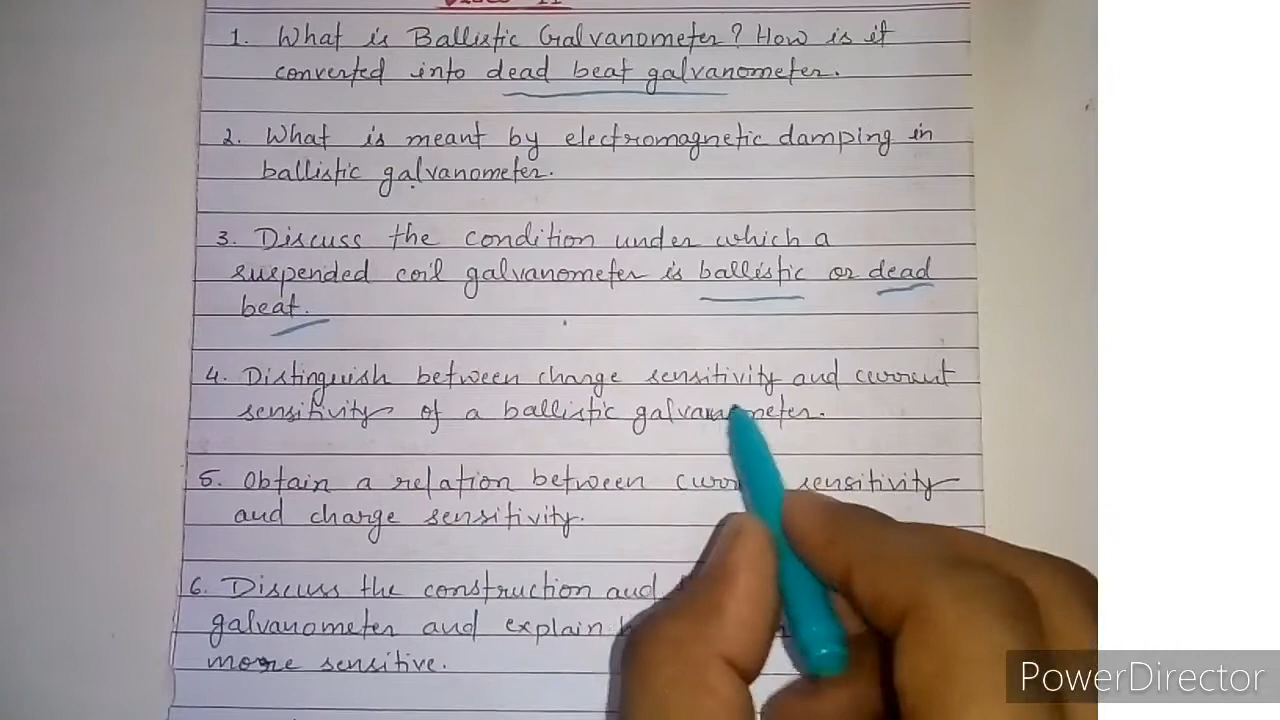 1. What is Ballistic Galvanometer? How is it
converted into dead beat galvanometer.
2. What is meant by electromagnetic damping in
ballistic galvanometer.
3. Discuss the condition under which a
suspended coil galvanometer is ballistic or dead
beat.
4. Distinguish between charge sensitivity and current
sensitivity of a ballistic galvanometer.
5. Obtain a relation between sensitivity
and charge sensitivity.
6. Discuss the construction and
galvanometer and explain
more sensitive.
PowerDirector